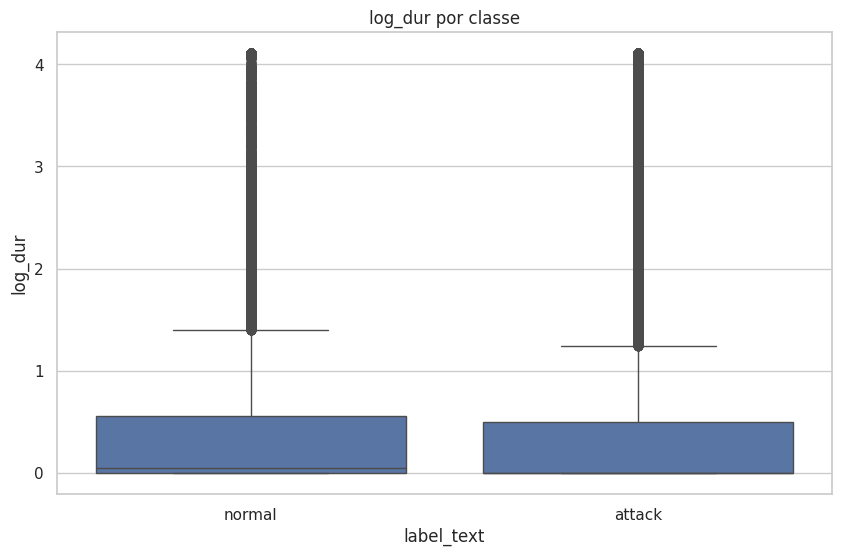 log_dur por classe
log_dur
4
3
2
1
0
normal
attack
label_text